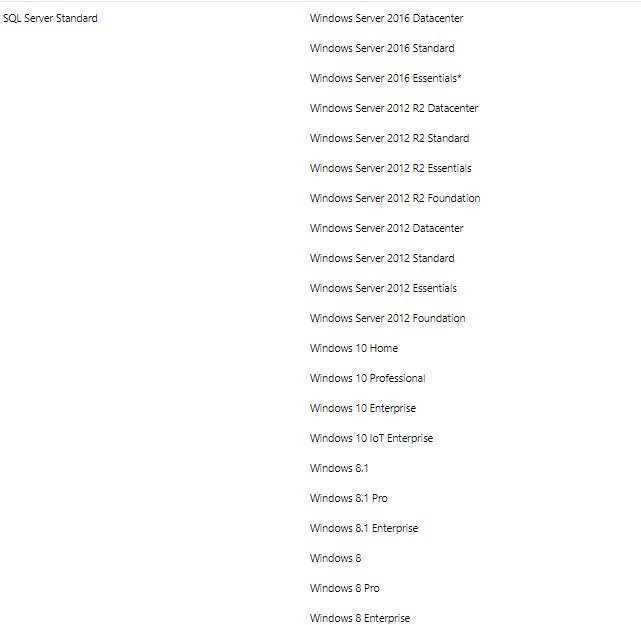 SQL Server Standard Windows Server 2016 Datacenter
Windows Server 2016 Standard
Windows Server 2016 Essentials*
Windows Server 2012 R2 Datacenter
Windows Server 2012 R2 Standard
Windows Server 2012 R2 Essentials
Windows Server 2012 R2 Foundation
Windows Server 2012 Datacenter
Windows Server 2012 Standard
Windows Server 2012 Essentials
Windows Server 2012 Foundation
Windows 10 Home
Windows 10 Professional
Windows 10 Enterprise
Windows 10 IoT Enterprise
Windows 8.1
Windows 8.1 Pro
Windows 8.1 Enterprise
Windows 8
Windows 8 Pro
Windows 8 Enterprise